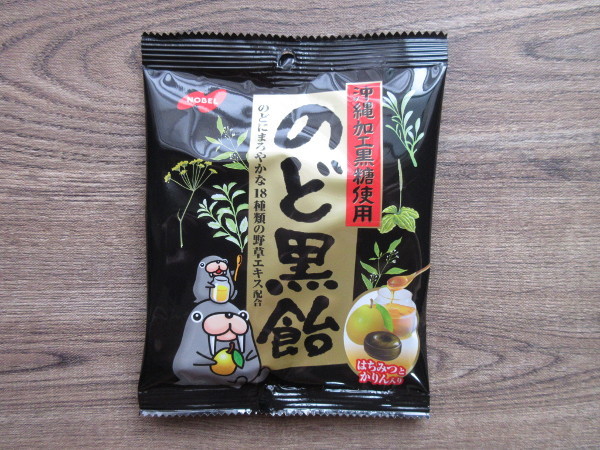 NOBEL
沖縄加工黒糖使用
のど黒飴
のどにまろやかな18種類の野草エキス配合
はちみつと
かりん入り